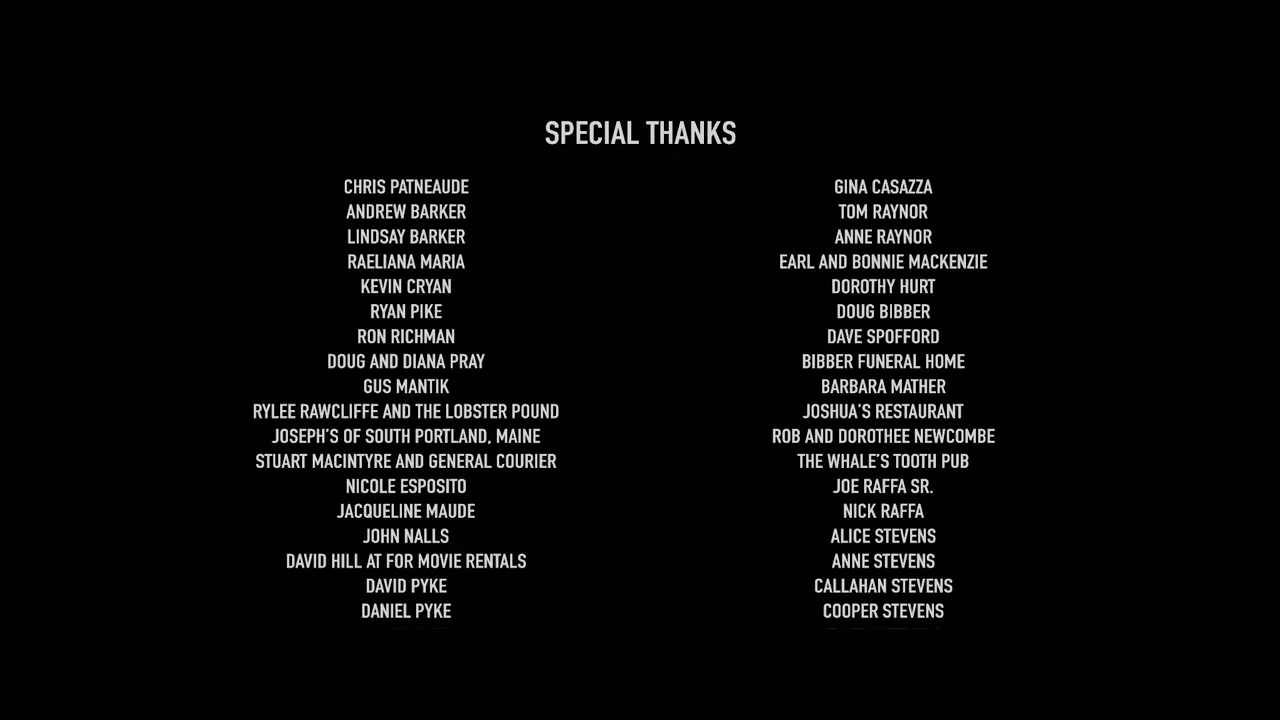 SPECIAL THANKS
CHRIS PATNEAUDE
ANDREW BARKER
LINDSAY BARKER
RAELIANA MARIA
KEVIN CRYAN
RYAN PIKE
RON RICHMAN
DOUG AND DIANA PRAY
GUS MANTIK
RYLEE RAWCLIFFE AND THE LOBSTER POUND
JOSEPH'S OF SOUTH PORTLAND, MAINE
STUART MACINTYRE AND GENERAL COURIER
NICOLE ESPOSITO
JACQUELINE MAUDE
JOHN NALLS
DAVID HILL AT FOR MOVIE RENTALS
DAVID PYKE
DANIEL PYKE
GINA CASAZZA
TOM RAYNOR
ANNE RAYNOR
EARL AND BONNIE MACKENZIE
DOROTHY HURT
DOUG BIBBER
DAVE SPOFFORD
BIBBER FUNERAL HOME
BARBARA MATHER
JOSHUA'S RESTAURANT
ROB AND DOROTHEE NEWCOMBE
THE WHALE'S TOOTH PUB
JOE RAFFA SR.
NICK RAFFA
ALICE STEVENS
ANNE STEVENS
CALLAHAN STEVENS
COOPER STEVENS